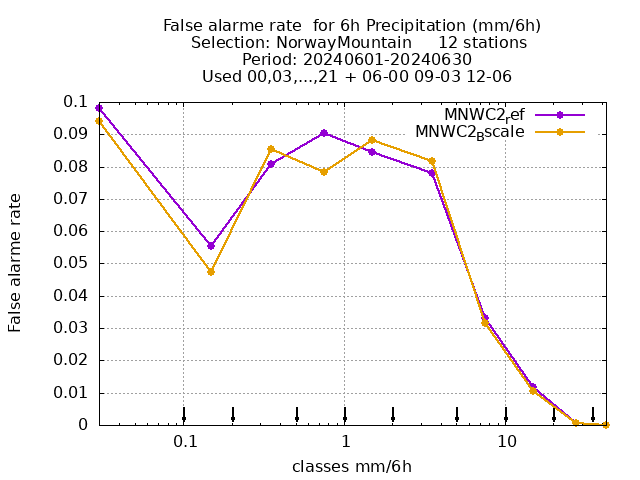 False alarme rate  for 6h Precipitation (mm/6h)
Selection: NorwayMountain     12 stations
Period: 20240601-20240630
Used 00,03,...,21 + 06-00 09-03 12-06
MNWC2ref
MNWC2Bscale
0.1
0.09
0.08
0.07
0.06
0.05
0.04
0.03
0.02
0.01
0
False alarme rate
0.1 1 10
classes mm/6h